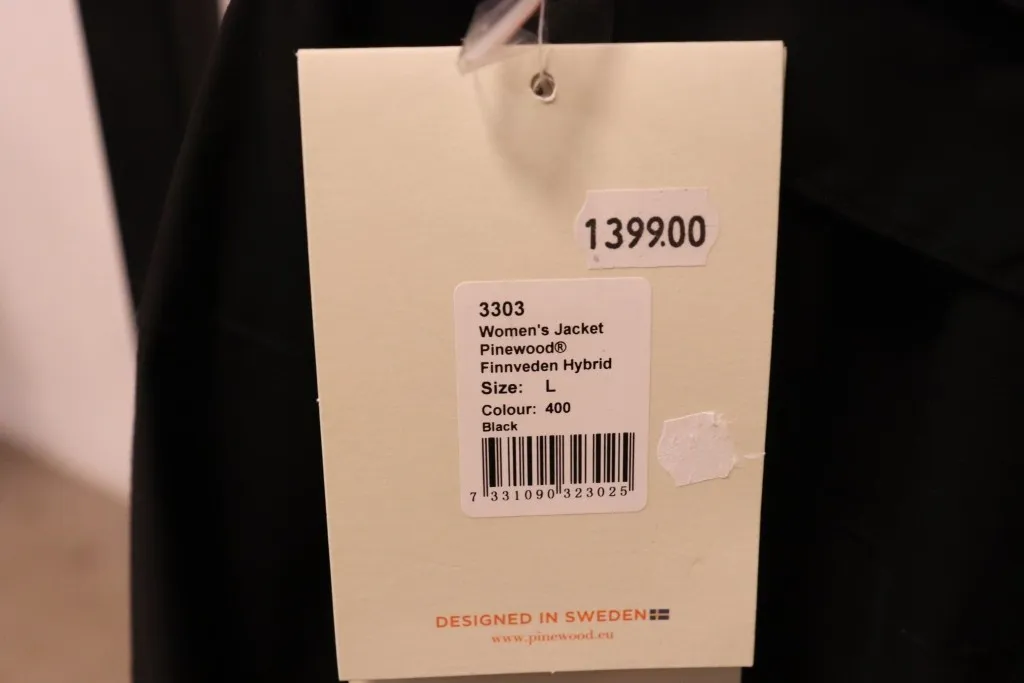 1399.00
3303
Women's Jacket
Pinewood®
Finnveden Hybrid
Size: L
Colour: 400
Black
7 331090 323025
DESIGNED IN SWEDEN
www.pinewood.eu